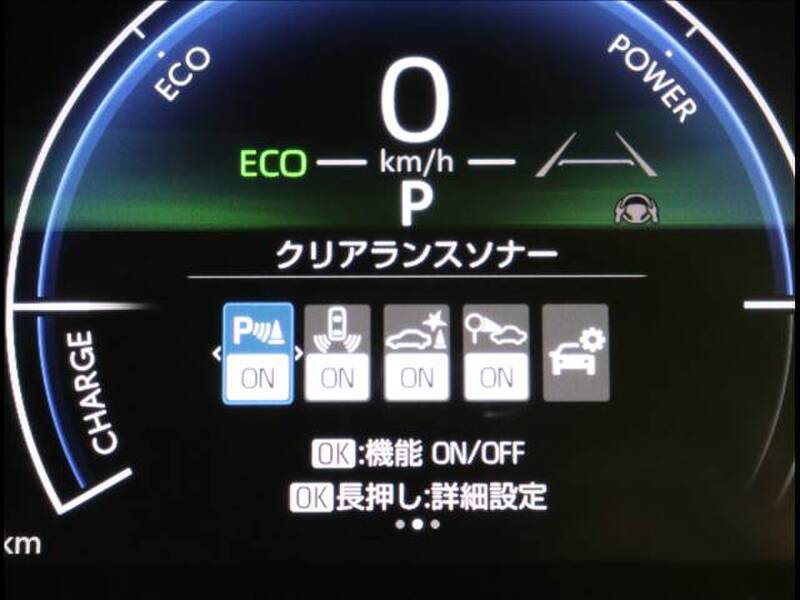 ECO
POWER
0
ECO km/h
P
クリアランスソナー
P
ON ON ON ON
CHARGE
OK:機能 ON/OFF
OK長押し:詳細設定
km